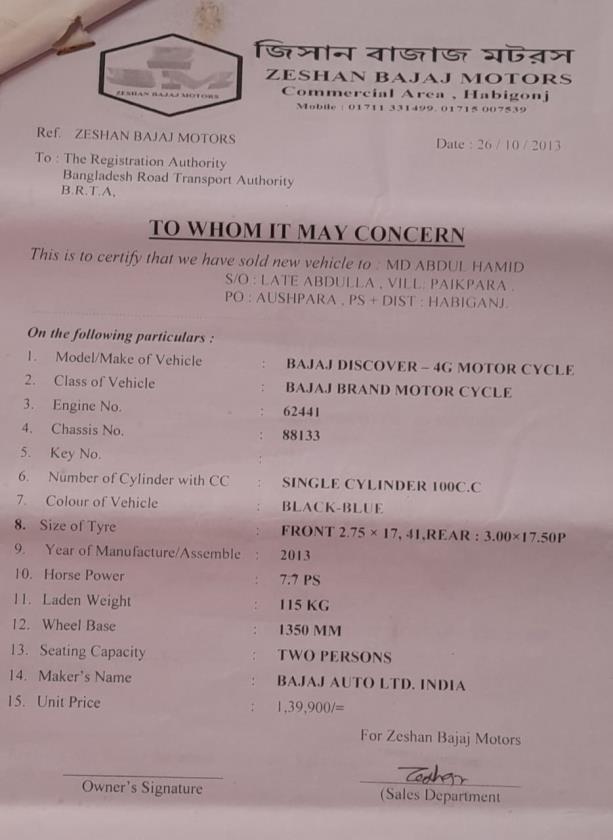 জিসান বাজাজ মটরস
ZESHAN BAJAJ MOTORS
ZESHAN BAJAJ MOTORS
Commercial Area , Habigonj
Mobile : 01711 331499, 01715 007539
Ref. ZESHAN BAJAJ MOTORS
Date : 26 / 10 / 2013
To : The Registration Authority
Bangladesh Road Transport Authority
B.R.T.A,
TO WHOM IT MAY CONCERN
This is to certify that we have sold new vehicle to : MD ABDUL HAMID
S/O : LATE ABDULLA , VILL: PAIKPARA .
PO : AUSHPARA , PS + DIST : HABIGANJ.
On the following particulars :
1. Model/Make of Vehicle : BAJAJ DISCOVER – 4G MOTOR CYCLE
2. Class of Vehicle : BAJAJ BRAND MOTOR CYCLE
3. Engine No. : 62441
4. Chassis No. : 88133
5. Key No. :
6. Number of Cylinder with CC : SINGLE CYLINDER 100C.C
7. Colour of Vehicle : BLACK-BLUE
8. Size of Tyre : FRONT 2.75 × 17, 41,REAR : 3.00×17.50P
9. Year of Manufacture/Assemble : 2013
10. Horse Power : 7.7 PS
11. Laden Weight : 115 KG
12. Wheel Base : 1350 MM
13. Seating Capacity : TWO PERSONS
14. Maker's Name : BAJAJ AUTO LTD. INDIA
15. Unit Price : 1,39,900/=
For Zeshan Bajaj Motors
Owner's Signature
(Sales Department